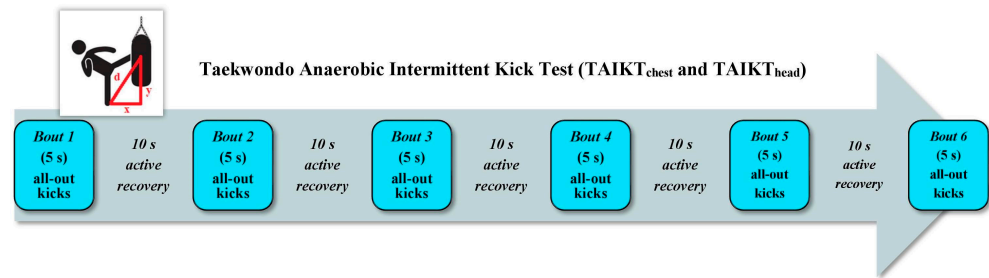 Taekwondo Anaerobic Intermittent Kick Test (TAIKTchest and TAIKThead)
d
y
x
Bout 1
(5 s)
all-out
kicks
10 s
active
recovery
Bout 2
(5 s)
all-out
kicks
10 s
active
recovery
Bout 3
(5 s)
all-out
kicks
10 s
active
recovery
Bout 4
(5 s)
all-out
kicks
10 s
active
recovery
Bout 5
(5 s)
all-out
kicks
10 s
active
recovery
Bout 6
(5 s)
all-out
kicks